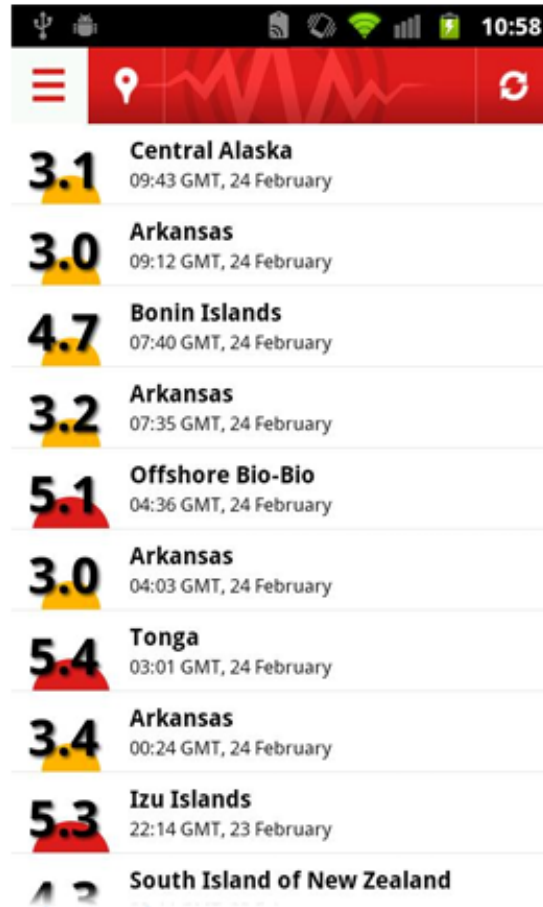 10:58
3.1
Central Alaska
09:43 GMT, 24 February
3.0
Arkansas
09:12 GMT, 24 February
4.7
Bonin Islands
07:40 GMT, 24 February
3.2
Arkansas
07:35 GMT, 24 February
5.1
Offshore Bio-Bio
04:36 GMT, 24 February
3.0
Arkansas
04:03 GMT, 24 February
5.4
Tonga
03:01 GMT, 24 February
3.4
Arkansas
00:24 GMT, 24 February
5.3
Izu Islands
22:14 GMT, 23 February
4.3
South Island of New Zealand